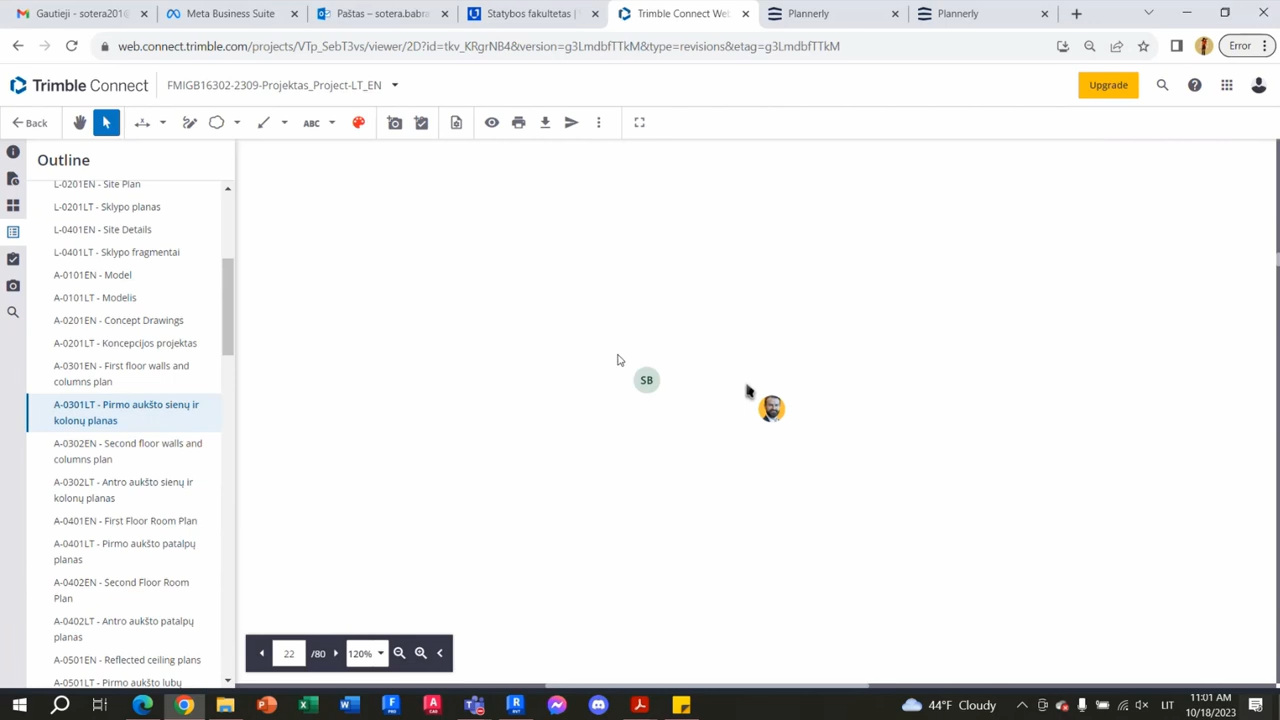 Gautieji – sotera201@
Meta Business Suite
Paštas – sotera.babra
Statybos fakultetas |
Trimble Connect We
Plannerly
Plannerly
web.connect.trimble.com/projects/VTp_SebT3vs/viewer/2D?id=tkv_KRgrNB4&version=g3LmdbfTTkM&type=revisions&etag=g3LmdbfTTkM
Error
Trimble Connect
FMIGB16302-2309-Projektas_Project-LT_EN
Upgrade
Back
ABC
Outline
L-0201EN - Site Plan
L-0201LT - Sklypo planas
L-0401EN - Site Details
L-0401LT - Sklypo fragmentai
A-0101EN - Model
A-0101LT - Modelis
A-0201EN - Concept Drawings
A-0201LT - Koncepcijos projektas
A-0301EN - First floor walls and
columns plan
A-0301LT - Pirmo aukšto sienų ir
kolonų planas
A-0302EN - Second floor walls and
columns plan
A-0302LT - Antro aukšto sienų ir
kolonų planas
A-0401EN - First Floor Room Plan
A-0401LT - Pirmo aukšto patalpų
planas
A-0402EN - Second Floor Room
Plan
A-0402LT - Antro aukšto patalpų
planas
A-0501EN - Reflected ceiling plans
A-0501LT - Pirmo aukšto lubų
SB
22 /80 120%
44°F Cloudy
LIT
11:01 AM
10/18/2023